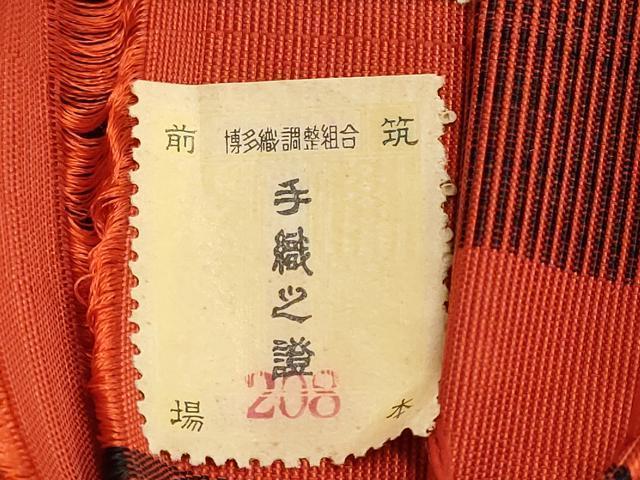 筑前
博多織調整組合
手織之證
208
本場